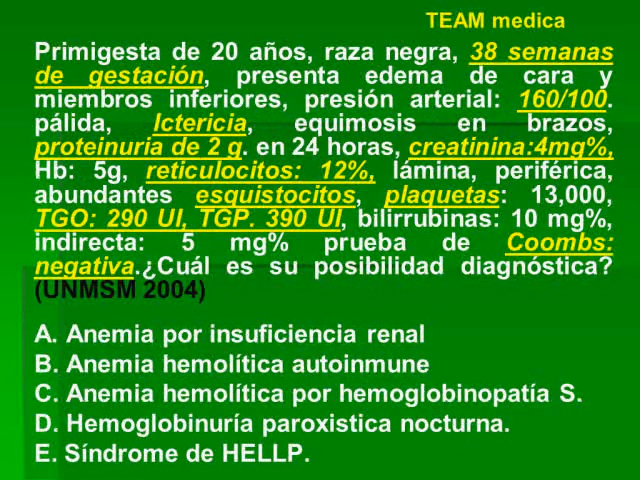 TEAM medica
Primigesta de 20 años, raza negra, 38 semanas
de gestación, presenta edema de cara y
miembros inferiores, presión arterial: 160/100.
pálida, Ictericia, equimosis en brazos,
proteinuria de 2 g. en 24 horas, creatinina:4mg%,
Hb: 5g, reticulocitos: 12%, lámina, periférica,
abundantes esquistocitos, plaquetas: 13,000,
TGO: 290 UI, TGP. 390 UI, bilirrubinas: 10 mg%,
indirecta: 5 mg% prueba de Coombs:
negativa.¿Cuál es su posibilidad diagnóstica?
(UNMSM 2004)
A. Anemia por insuficiencia renal
B. Anemia hemolítica autoinmune
C. Anemia hemolítica por hemoglobinopatía S.
D. Hemoglobinuría paroxistica nocturna.
E. Síndrome de HELLP.